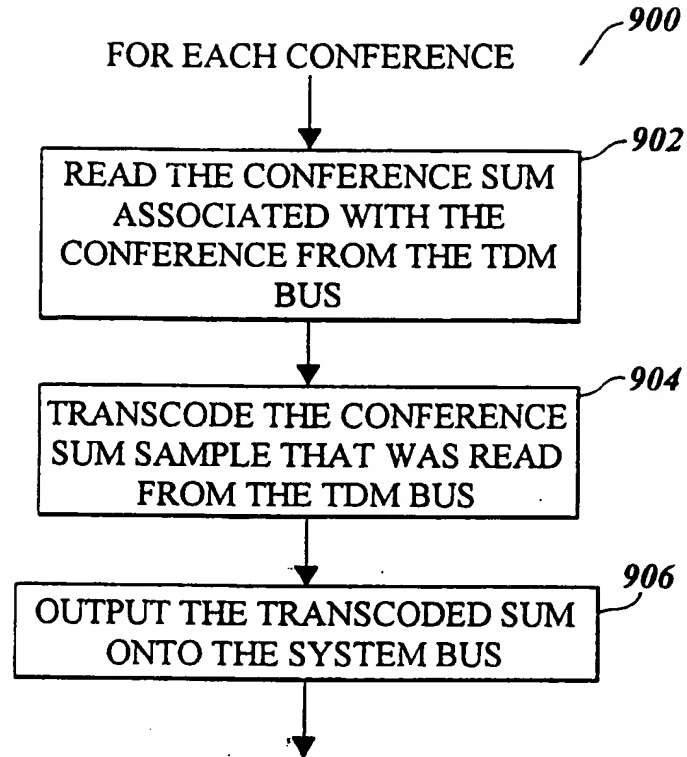 900
FOR EACH CONFERENCE
902
READ THE CONFERENCE SUM
ASSOCIATED WITH THE
CONFERENCE FROM THE TDM
BUS
904
TRANSCODE THE CONFERENCE
SUM SAMPLE THAT WAS READ
FROM THE TDM BUS
906
OUTPUT THE TRANSCODED SUM
ONTO THE SYSTEM BUS